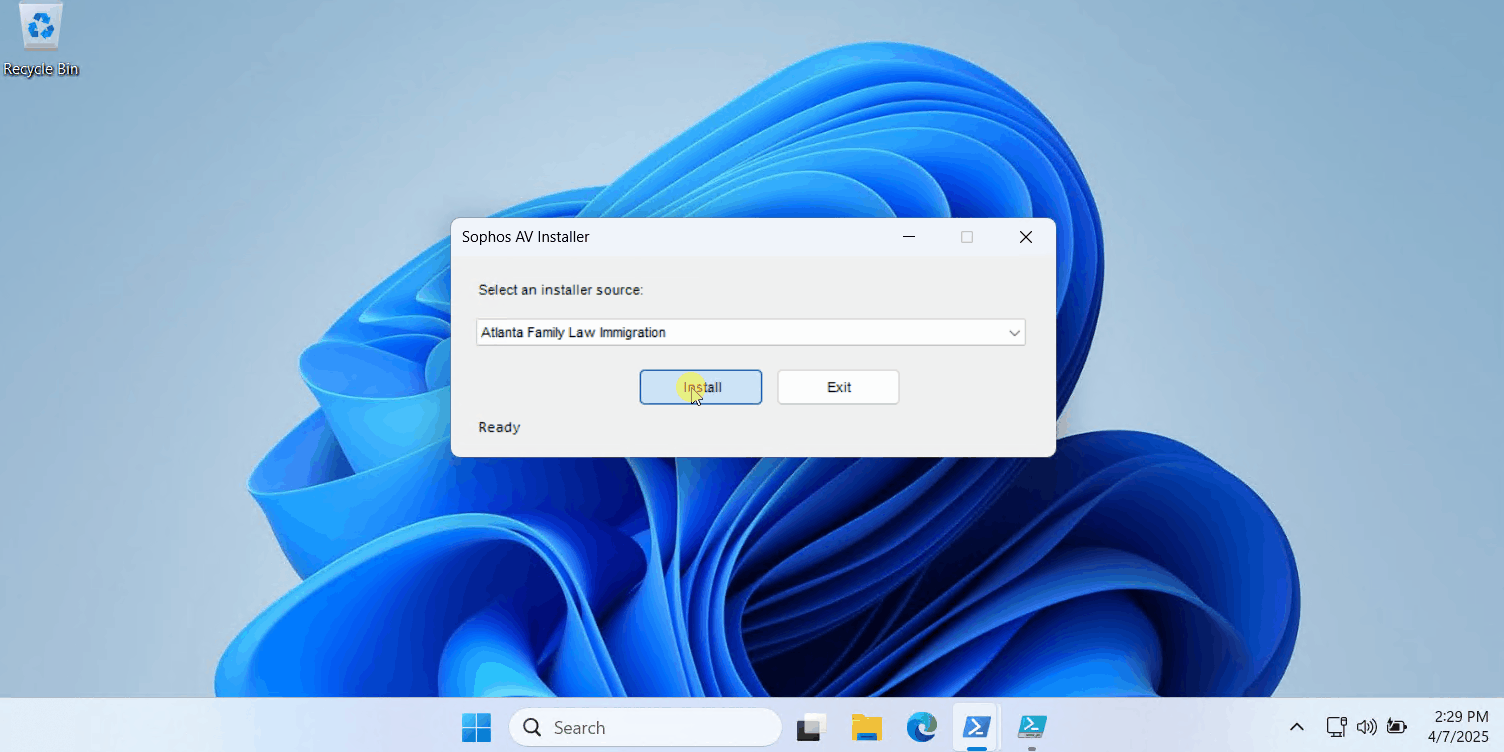 Recycle Bin
Sophos AV Installer
Select an installer source:
Atlanta Family Law Immigration
Install
Exit
Ready
Search
2:29 PM
4/7/2025